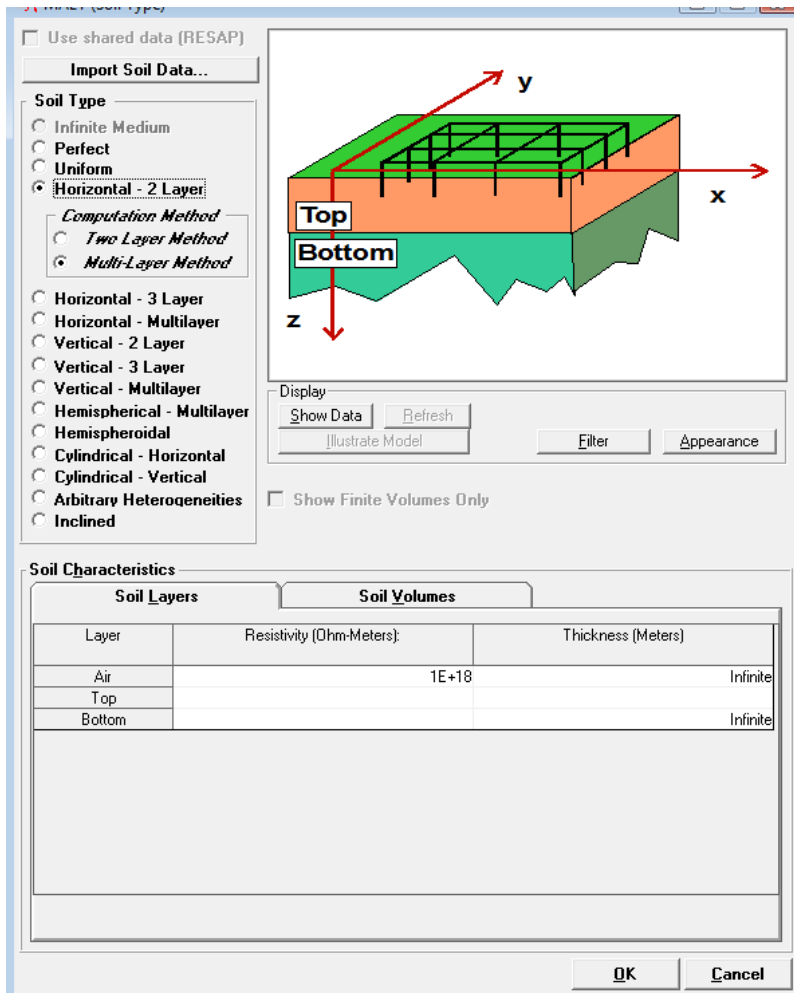 Use shared data (RESAP)
Import Soil Data...
Soil Type
Infinite Medium
Perfect
Uniform
Horizontal - 2 Layer
Computation Method
Two Layer Method
Multi-Layer Method
Horizontal - 3 Layer
Horizontal - Multilayer
Vertical - 2 Layer
Vertical - 3 Layer
Vertical - Multilayer
Hemispherical - Multilayer
Hemispheroidal
Cylindrical - Horizontal
Cylindrical - Vertical
Arbitrary Heterogeneities
Inclined
y
x
Top
Bottom
z
Display
Show Data Refresh
Illustrate Model Filter Appearance
Show Finite Volumes Only
Soil Characteristics
Soil Layers Soil Volumes
Layer Resistivity (Ohm-Meters): Thickness (Meters)
Air 1E+18 Infinite
Top
Bottom Infinite
OK Cancel